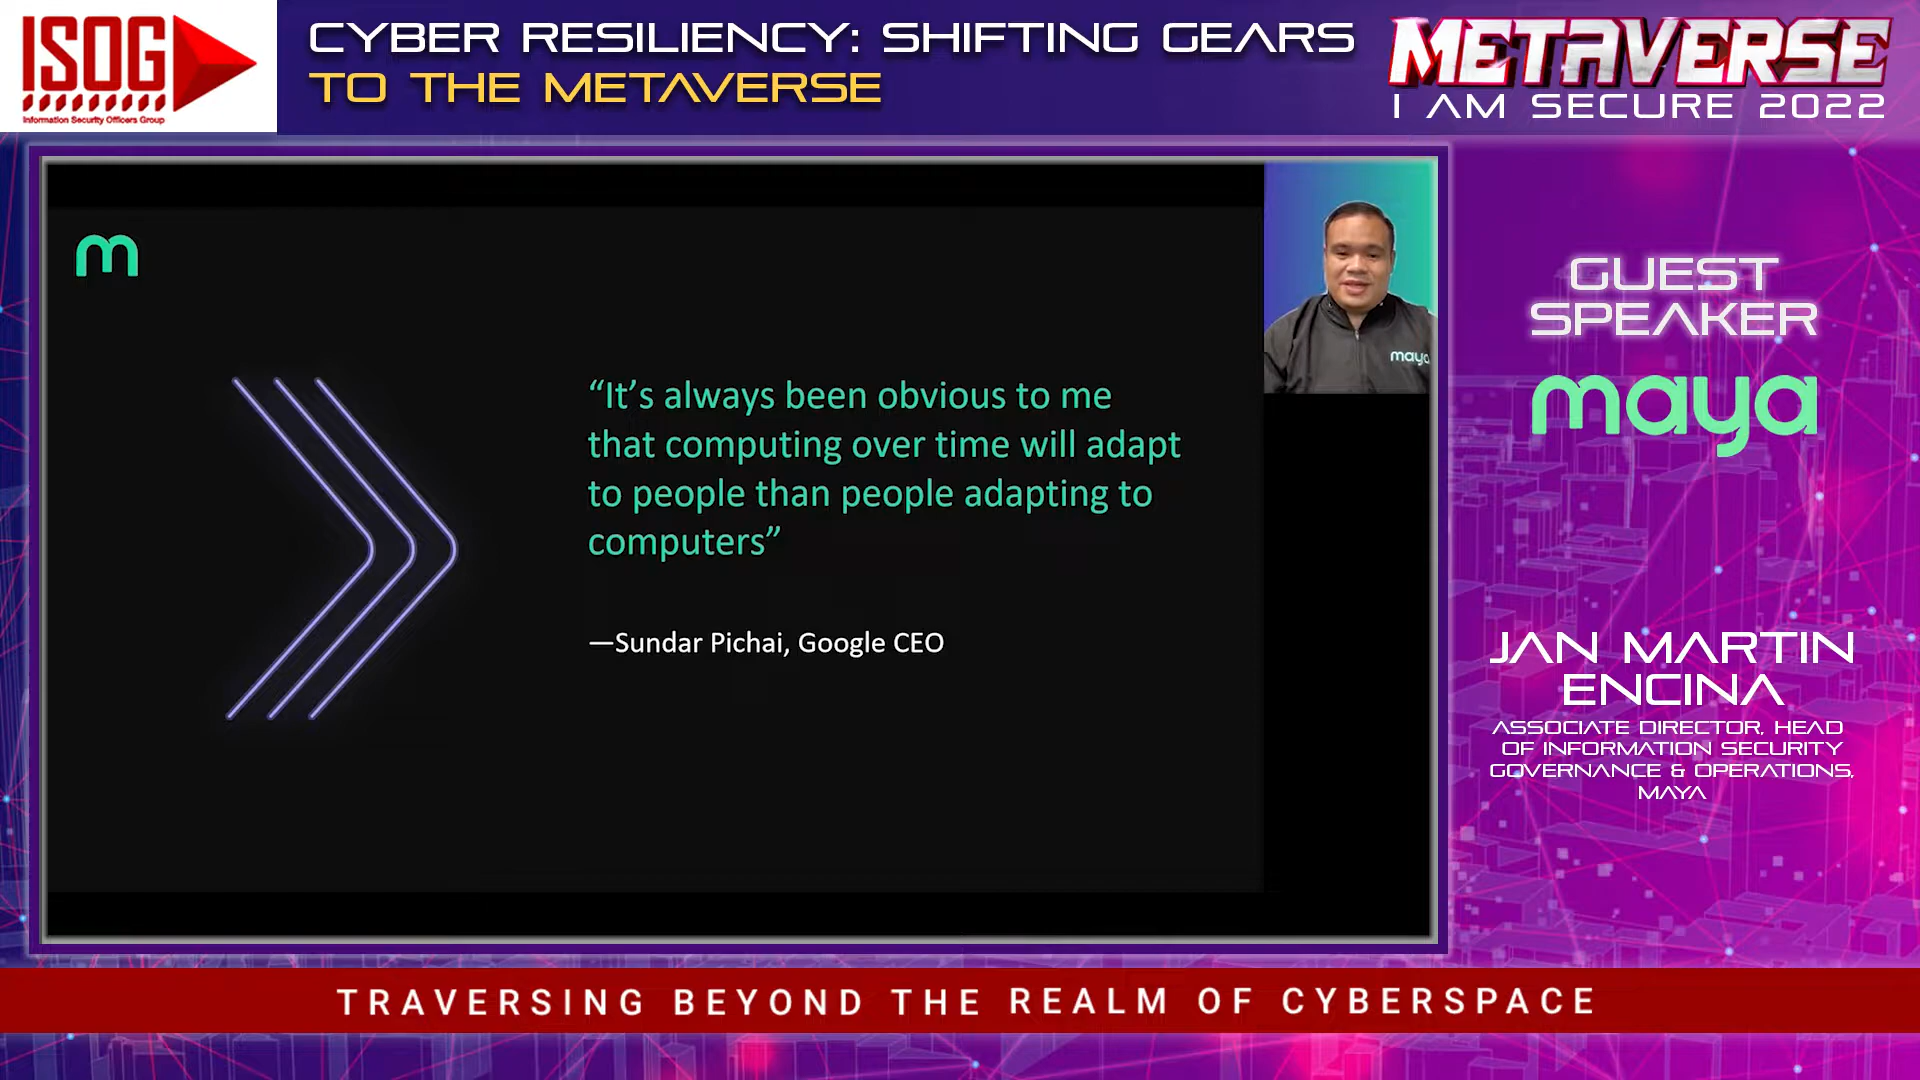 ISOG
Information Security Officers Group
CYBER RESILIENCY: SHIFTING GEARS
TO THE METAVERSE
METAVERSE
I AM SECURE 2022
m
“It’s always been obvious to me
that computing over time will adapt
to people than people adapting to
computers”
—Sundar Pichai, Google CEO
maya
GUEST
SPEAKER
maya
JAN MARTIN
ENCINA
ASSOCIATE DIRECTOR, HEAD
OF INFORMATION SECURITY
GOVERNANCE & OPERATIONS,
MAYA
TRAVERSING BEYOND THE REALM OF CYBERSPACE